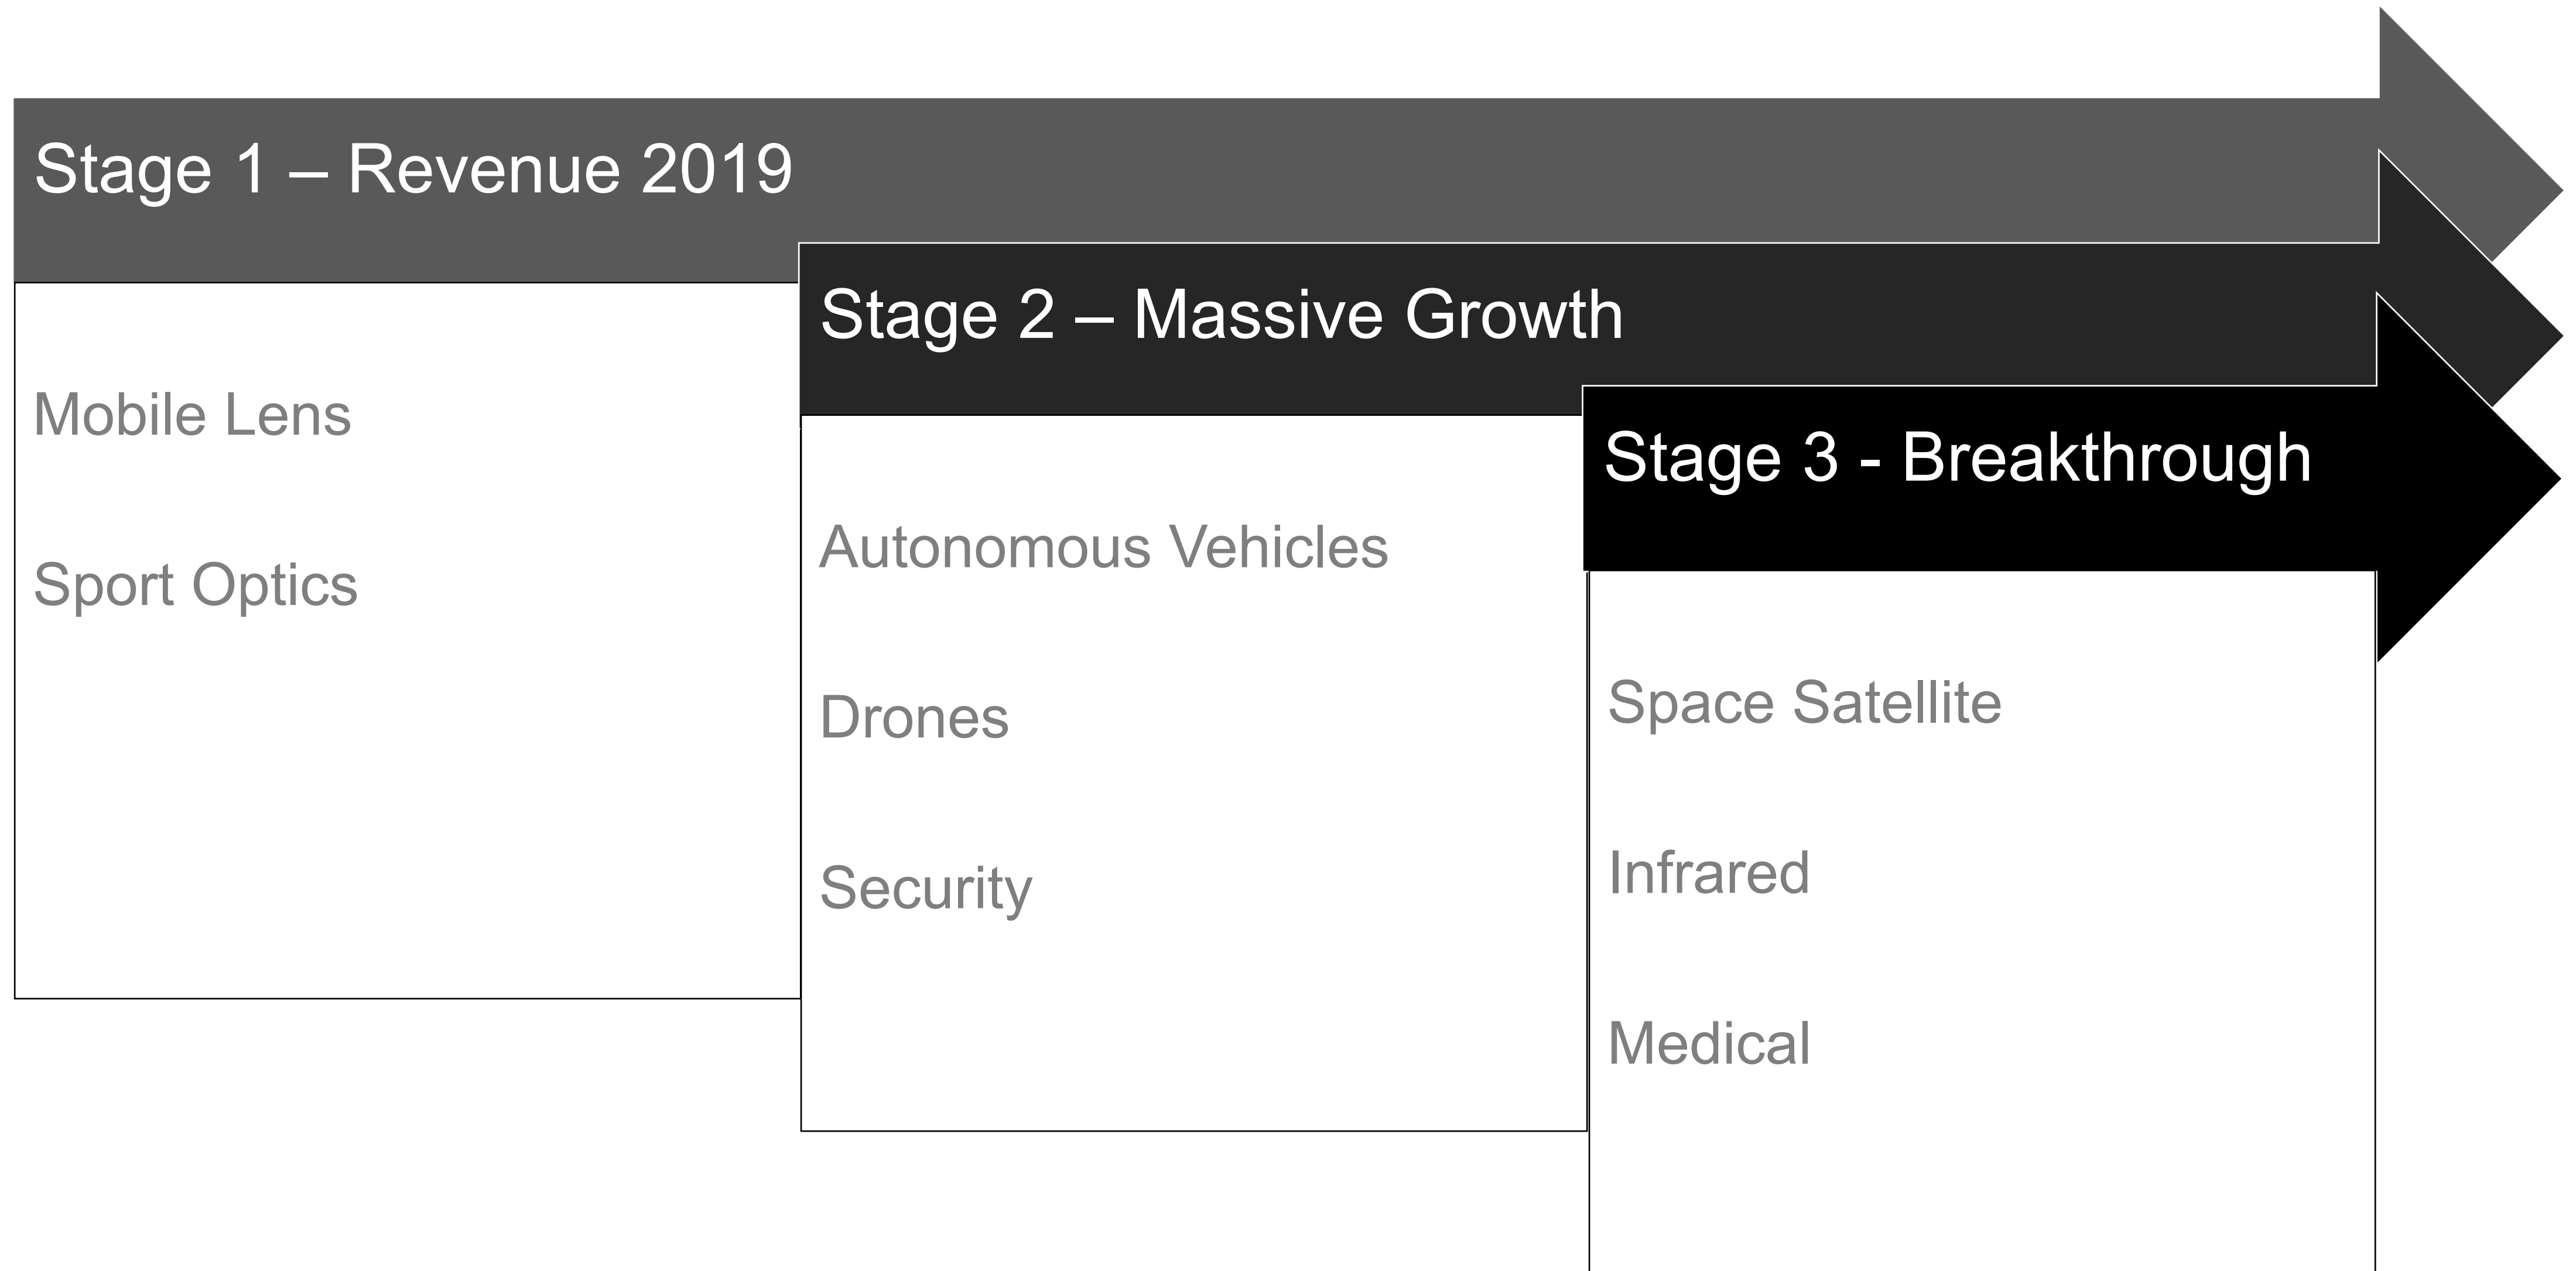 Stage 1 – Revenue 2019
Mobile Lens
Sport Optics
Stage 2 – Massive Growth
Autonomous Vehicles
Drones
Security
Stage 3 - Breakthrough
Space Satellite
Infrared
Medical